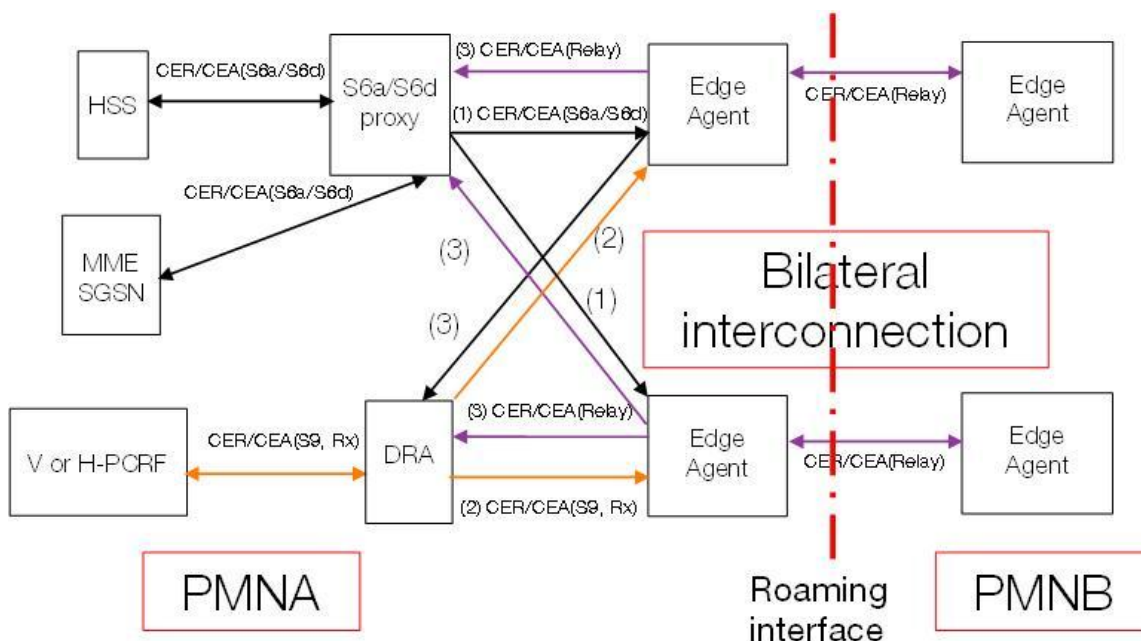 (3) CER/CEA(Relay)
CER/CEA(S6a/S6d)
HSS
S6a/S6d
proxy
Edge
Agent
CER/CEA(Relay)
Edge
Agent
(1) CER/CEA(S6a/S6d)
CER/CEA(S6a/S6d)
MME
SGSN
(3)
(2)
(1)
(3)
Bilateral
interconnection
V or H-PCRF
CER/CEA(S9, Rx)
DRA
(3) CER/CEA(Relay)
(2) CER/CEA(S9, Rx)
Edge
Agent
CER/CEA(Relay)
Edge
Agent
PMNA
Roaming
interface
PMNB